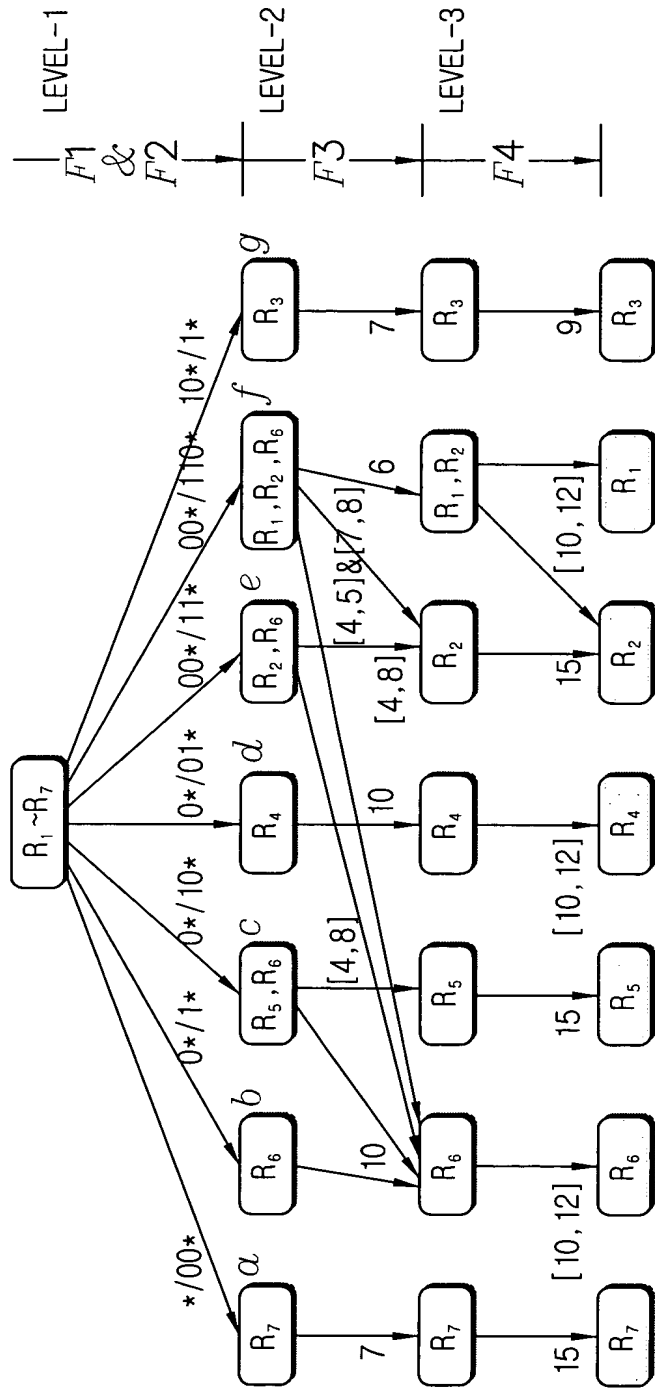 R1 ~R7
LEVEL-1
F1
&
F2
*/00*
0*/1*
0*/10*
0*/01*
00*/11*
00*/110*
10*/1*
a
b
c
d
e
f
g
R7
R6
R5, R6
R4
R2, R6
R1, R2, R6
R3
LEVEL-2
F3
7
10
[4,8]
10
[4,8]
[4,5]&[7,8]
6
7
R7
R6
R5
R4
R2
R1, R2
R3
LEVEL-3
F4
15
[10,12]
15
[10,12]
15
[10,12]
9
R7
R6
R5
R4
R2
R1
R3